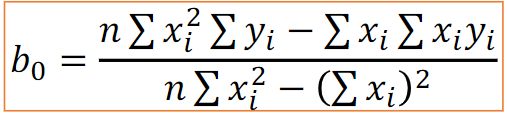 b₀ = (n ∑ xᵢ² ∑ yᵢ − ∑ xᵢ ∑ xᵢyᵢ) / (n ∑ xᵢ² − (∑ xᵢ)²)